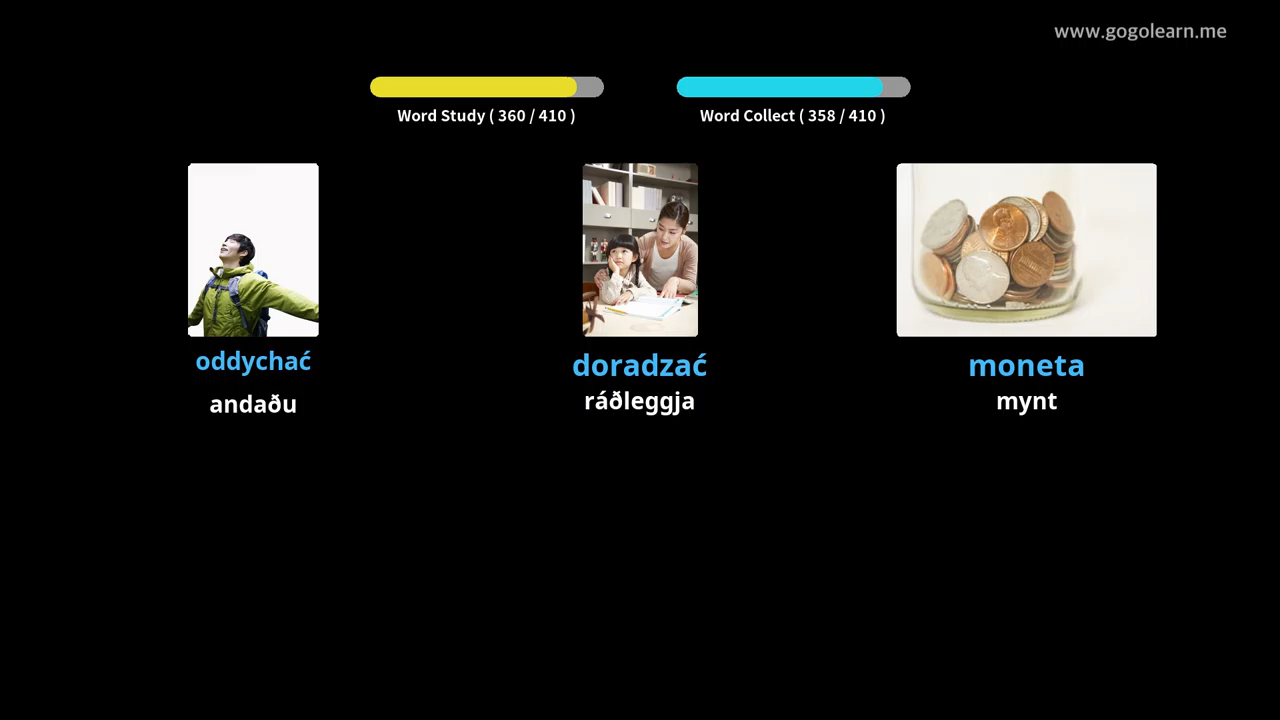 www.gogolearn.me
Word Study ( 360 / 410 )
Word Collect ( 358 / 410 )
oddychać
andaðu
doradzać
ráðleggja
moneta
mynt